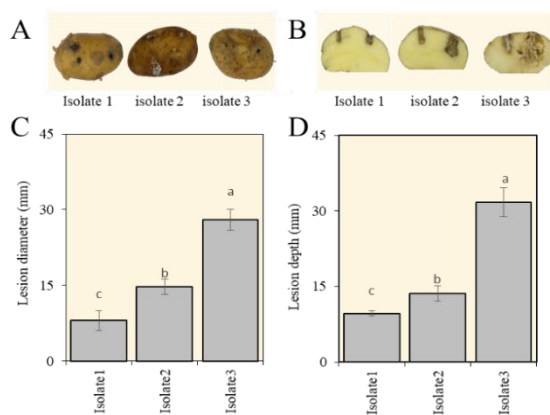 A
B
Isolate 1 isolate 2 isolate 3
Isolate 1 isolate 2 isolate 3
C
D
45
30
15
0
Lesion diameter (mm)
c
b
a
Isolate1
Isolate2
Isolate3
45
30
15
0
Lesion depth (mm)
c
b
a
Isolate1
Isolate2
Isolate3